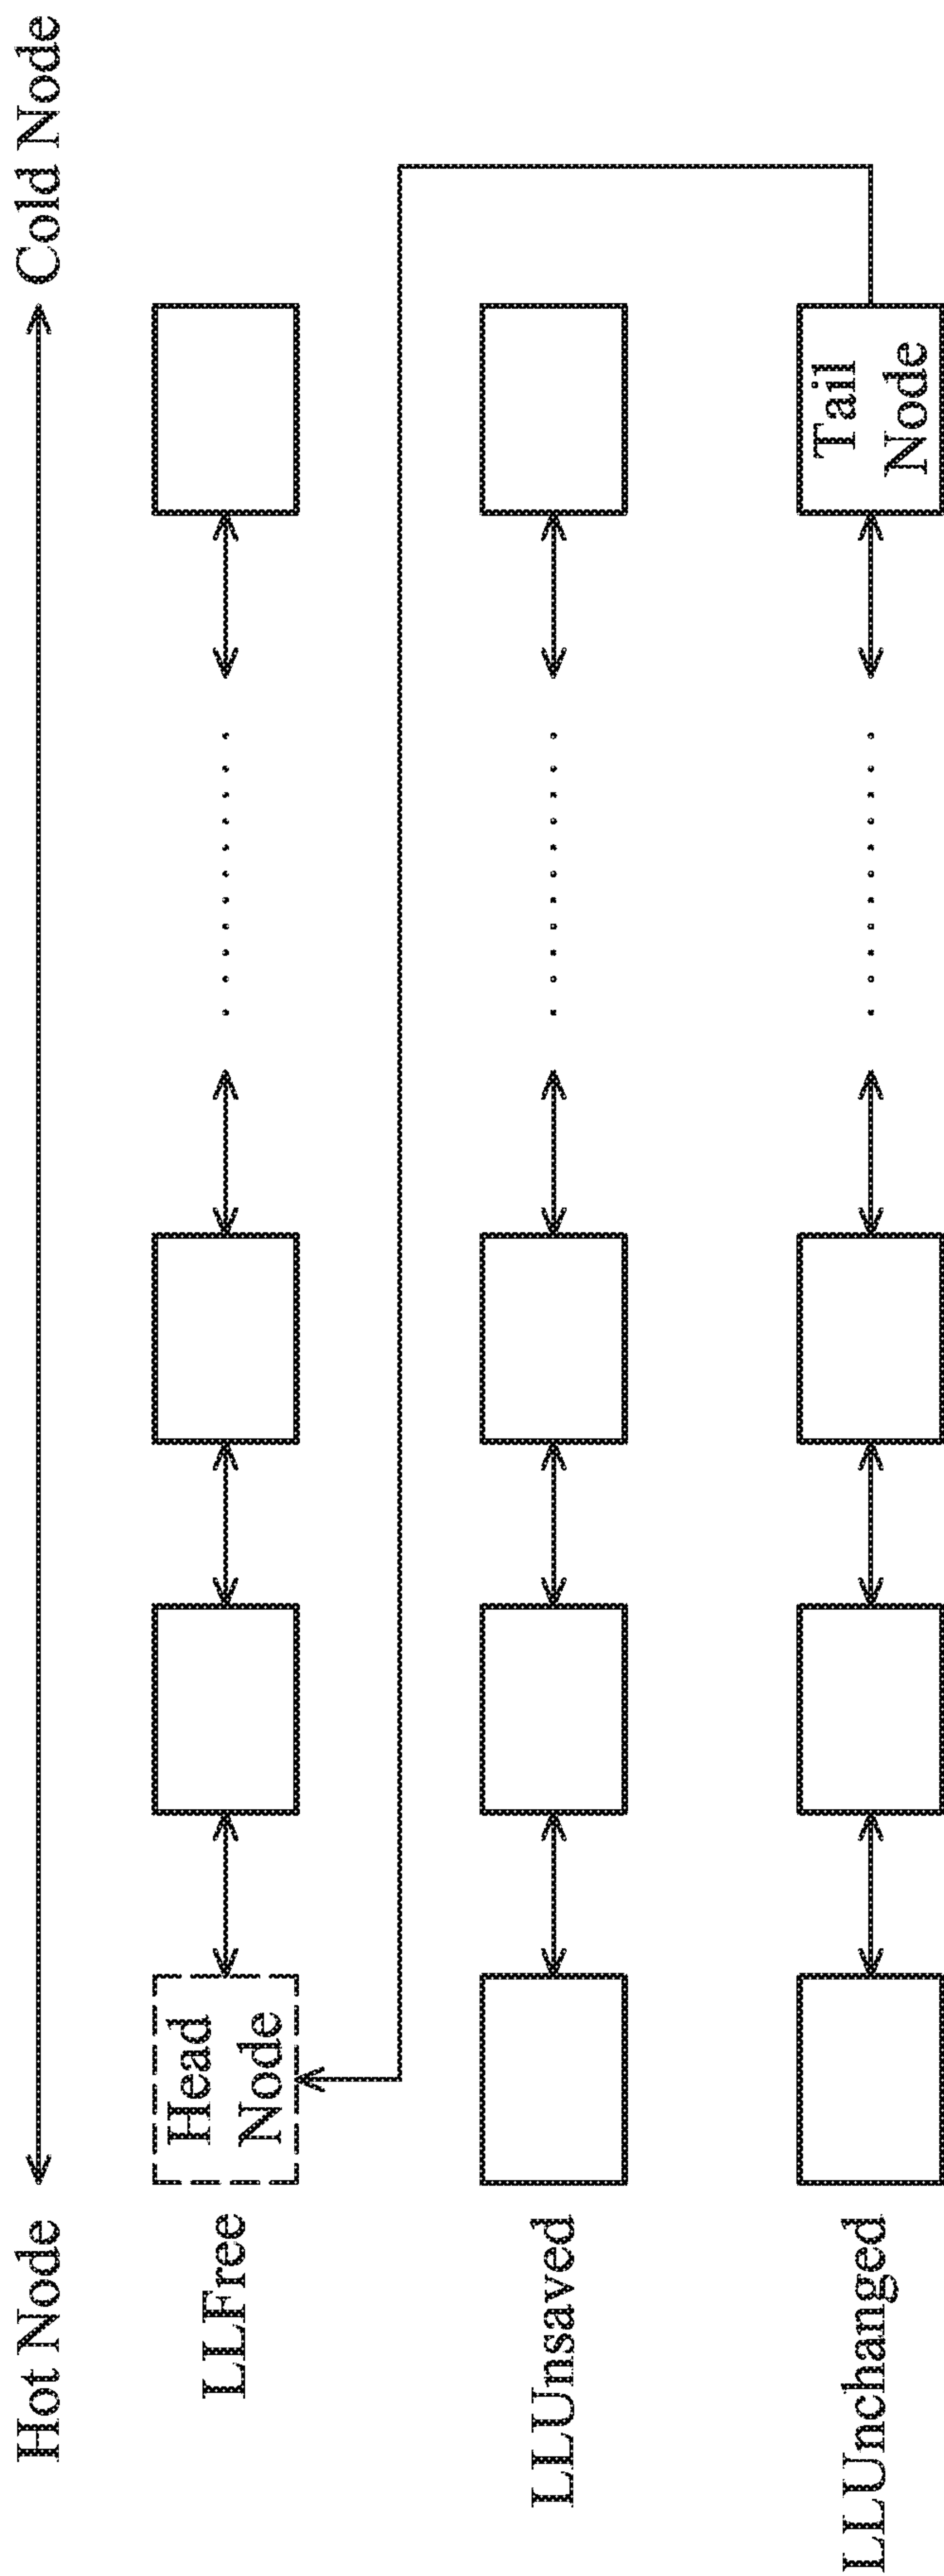 Hot Node
Cold Node
LLFree
Head
Node
LLUnsaved
LLUnchanged
Tail
Node